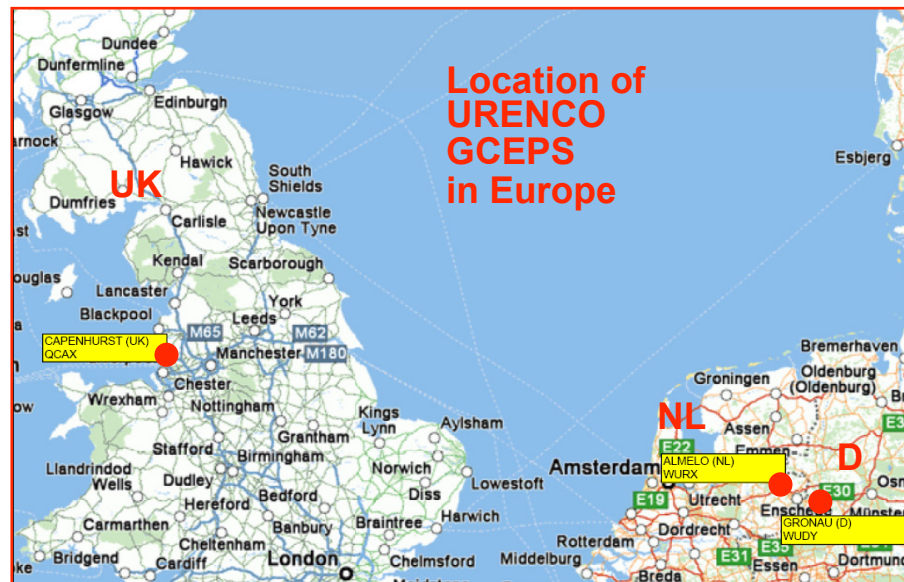 Location of
URENCO
GCEPS
in Europe
UK
NL
D
CAPENHURST (UK)
QCAX
ALMELO (NL)
WURX
GRONAU (D)
WUDY
Dundee
Dunfermline
Glasgow
Edinburgh
Hawick
South
Shields
Dumfries
Carlisle
Newcastle
Upon Tyne
ouglas
Kendal
Scarborough
Lancaster
York
Blackpool
M65
Leeds
M62
Manchester
M180
Chester
Wrexham
Nottingham
Kings
Lynn
Aylsham
Stafford
Grantham
Birmingham
Norwich
Lowestoft
Llandrindod
Wells
Dudley
Diss
Hereford
Bedford
Carmarthen
Banbury
Braintree
Harwich
Bridgend
Cardiff
Cheltenham
London
Chelmsford
Esbjerg
Bremerhaven
Groningen
Oldenburg
(Oldenburg)
Assen
Emmen
E22
Amsterdam
E30
E19
Utrecht
Enschede
Münster
Rotterdam
Dordrecht
Middelburg
E31
E35
Breda
Essen
Dortmund